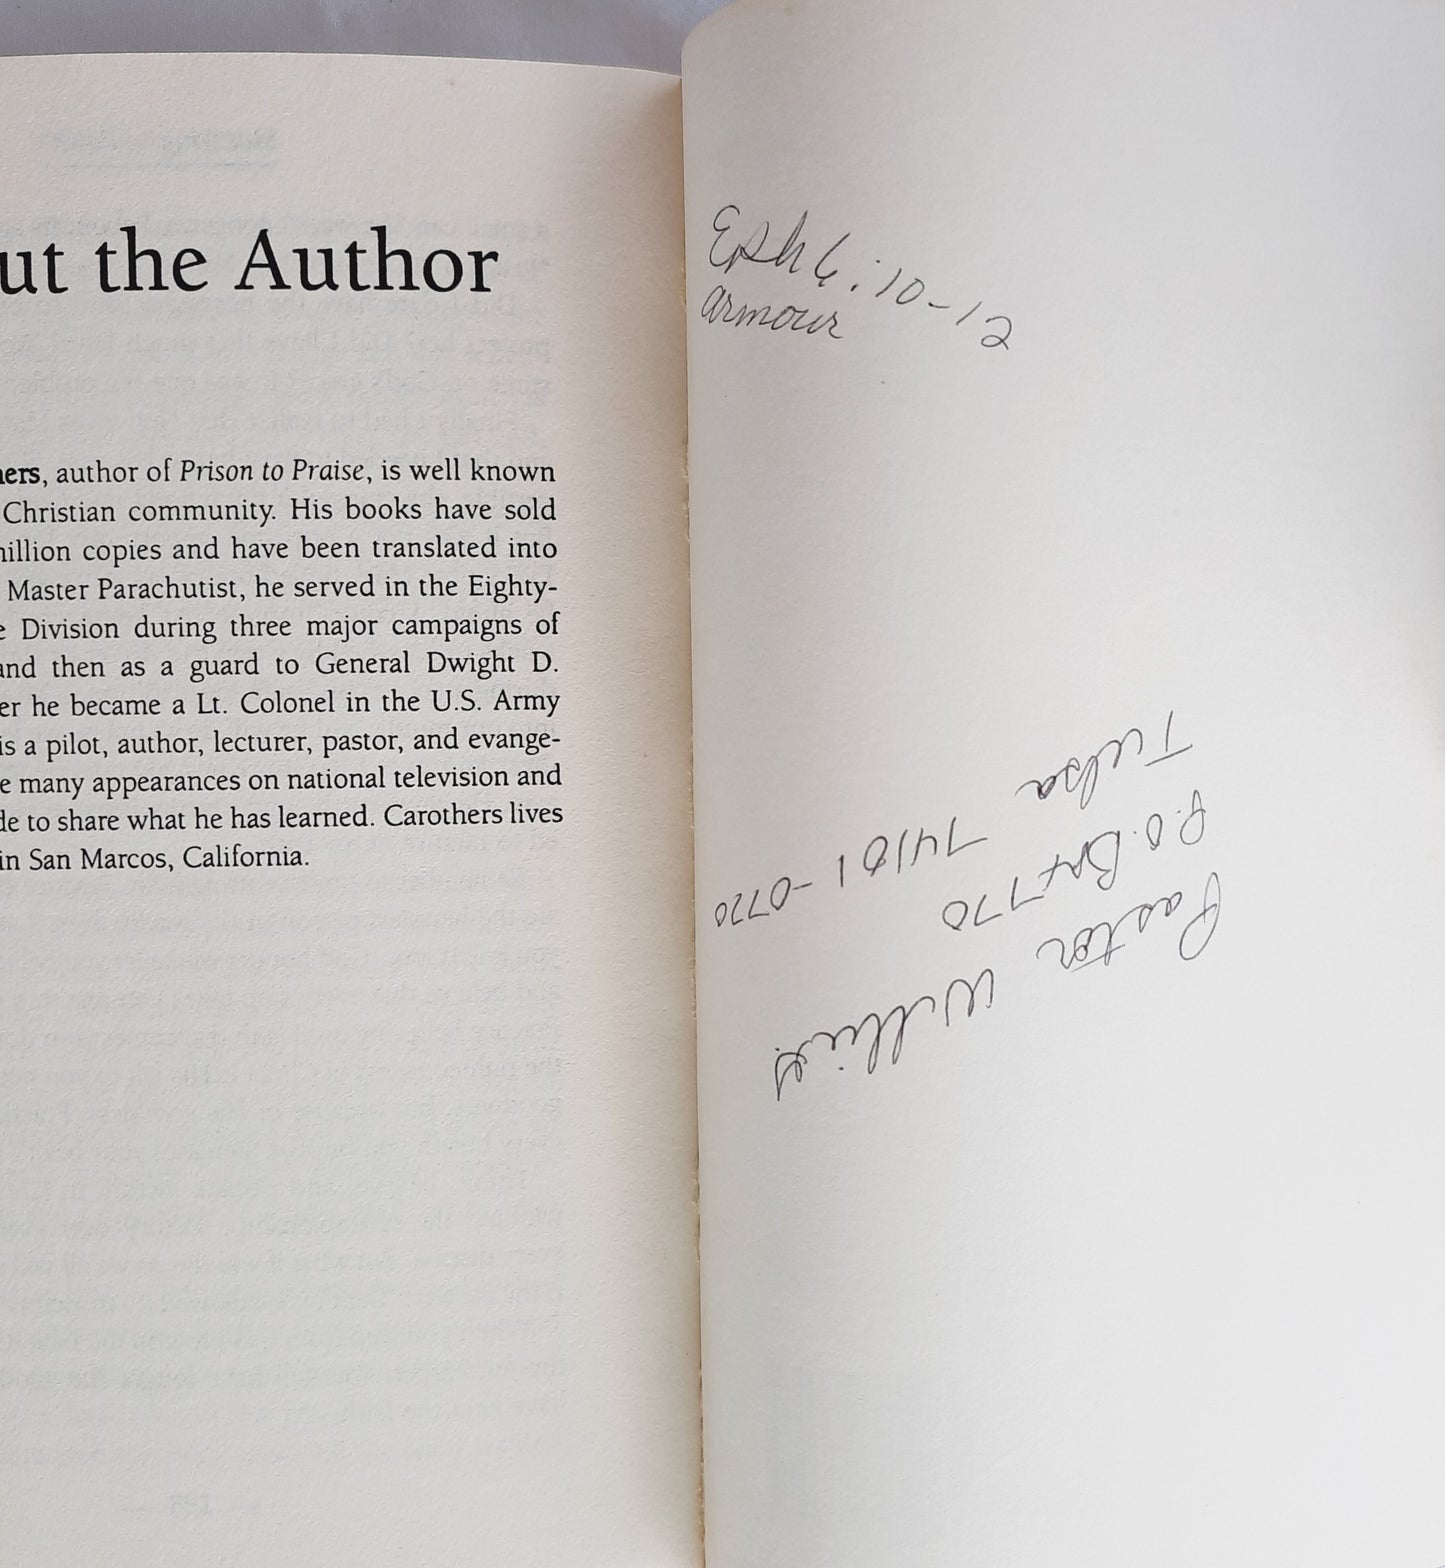 ut the Author
ers, author of Prison to Praise, is well known
Christian community. His books have sold
illion copies and have been translated into
Master Parachutist, he served in the Eighty-
e Division during three major campaigns of
and then as a guard to General Dwight D.
er he became a Lt. Colonel in the U.S. Army
is a pilot, author, lecturer, pastor, and evange-
e many appearances on national television and
de to share what he has learned. Carothers lives
in San Marcos, California.
Eph 6:10-12
armour
Pastor Willie
P.O. Box 770
Tulsa
74101-0770